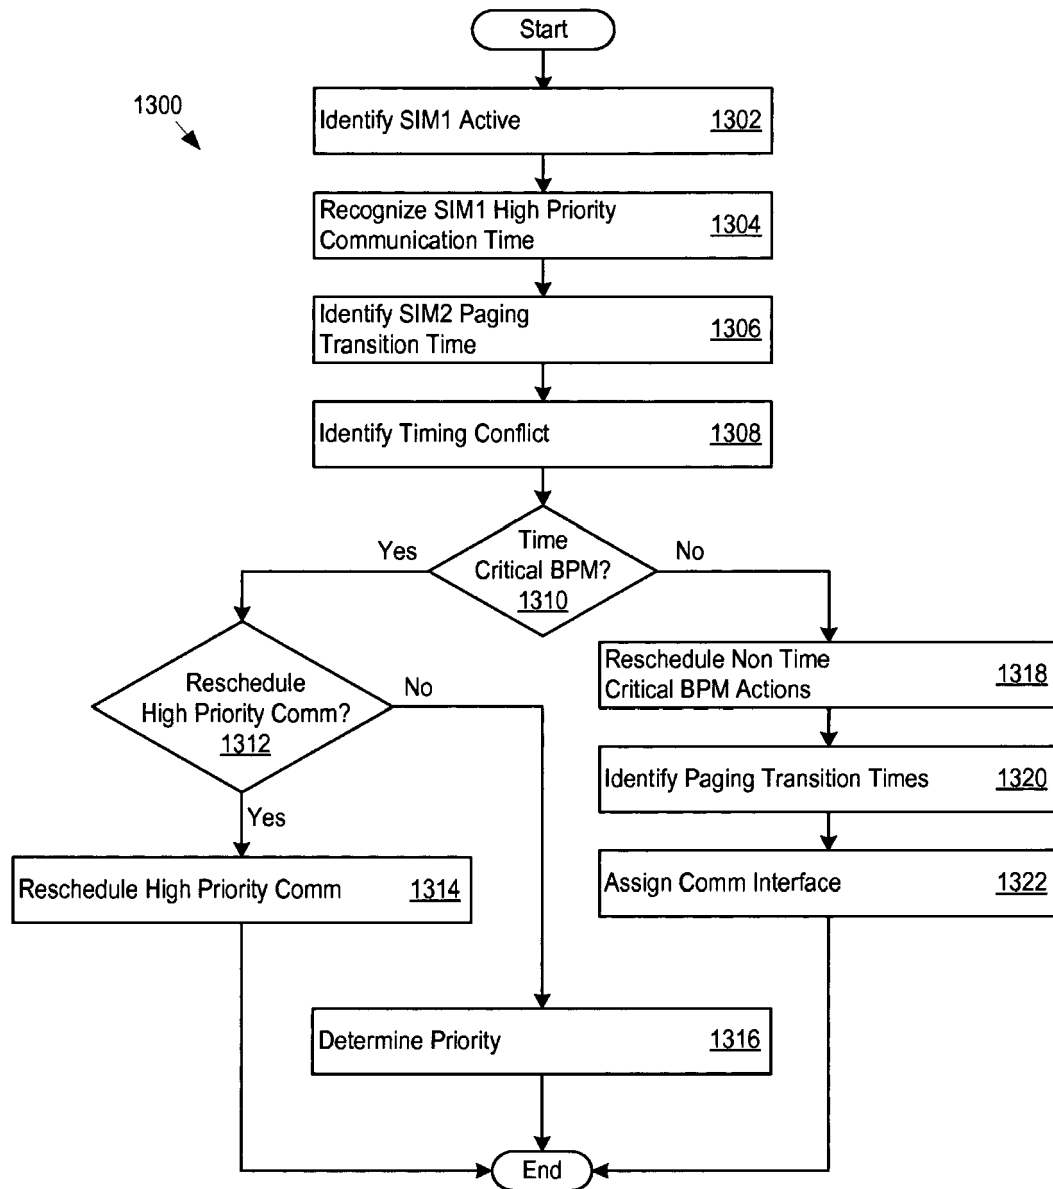 Start
1300
Identify SIM1 Active 1302
Recognize SIM1 High Priority
Communication Time 1304
Identify SIM2 Paging
Transition Time 1306
Identify Timing Conflict 1308
Yes
Time
Critical BPM?
1310
No
Reschedule
High Priority Comm?
1312
No
Yes
Reschedule Non Time
Critical BPM Actions 1318
Identify Paging Transition Times 1320
Reschedule High Priority Comm 1314
Assign Comm Interface 1322
Determine Priority 1316
End